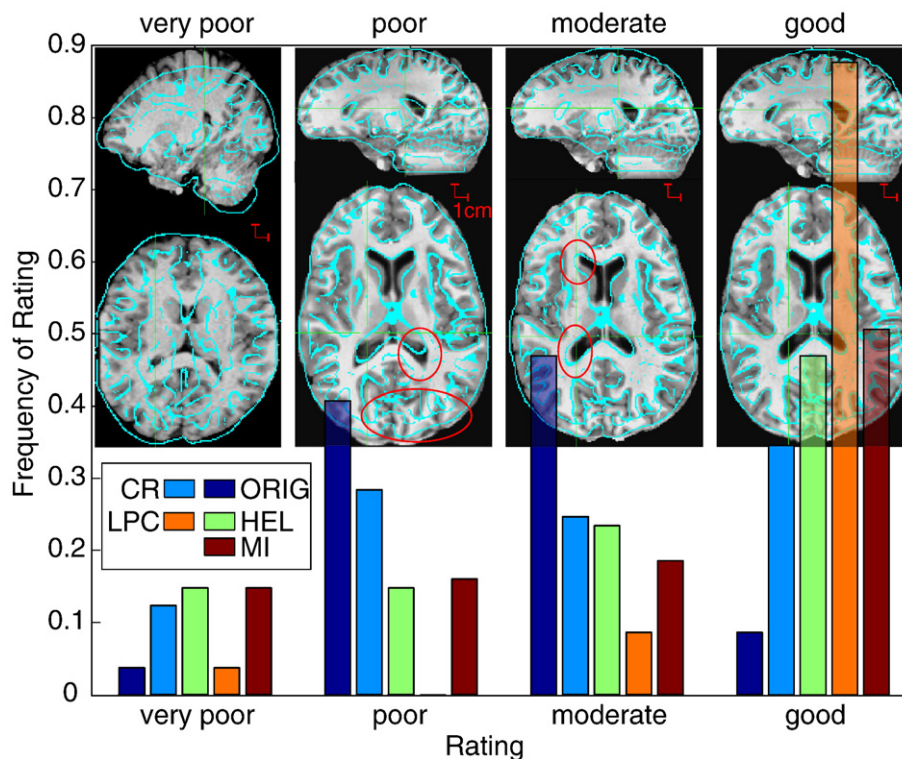 very poor poor moderate good
0.9
0.8
0.7
1cm
0.6
0.5
0.4
0.3
0.2
0.1
0
Frequency of Rating
CR ORIG
LPC HEL
MI
very poor poor moderate good
Rating